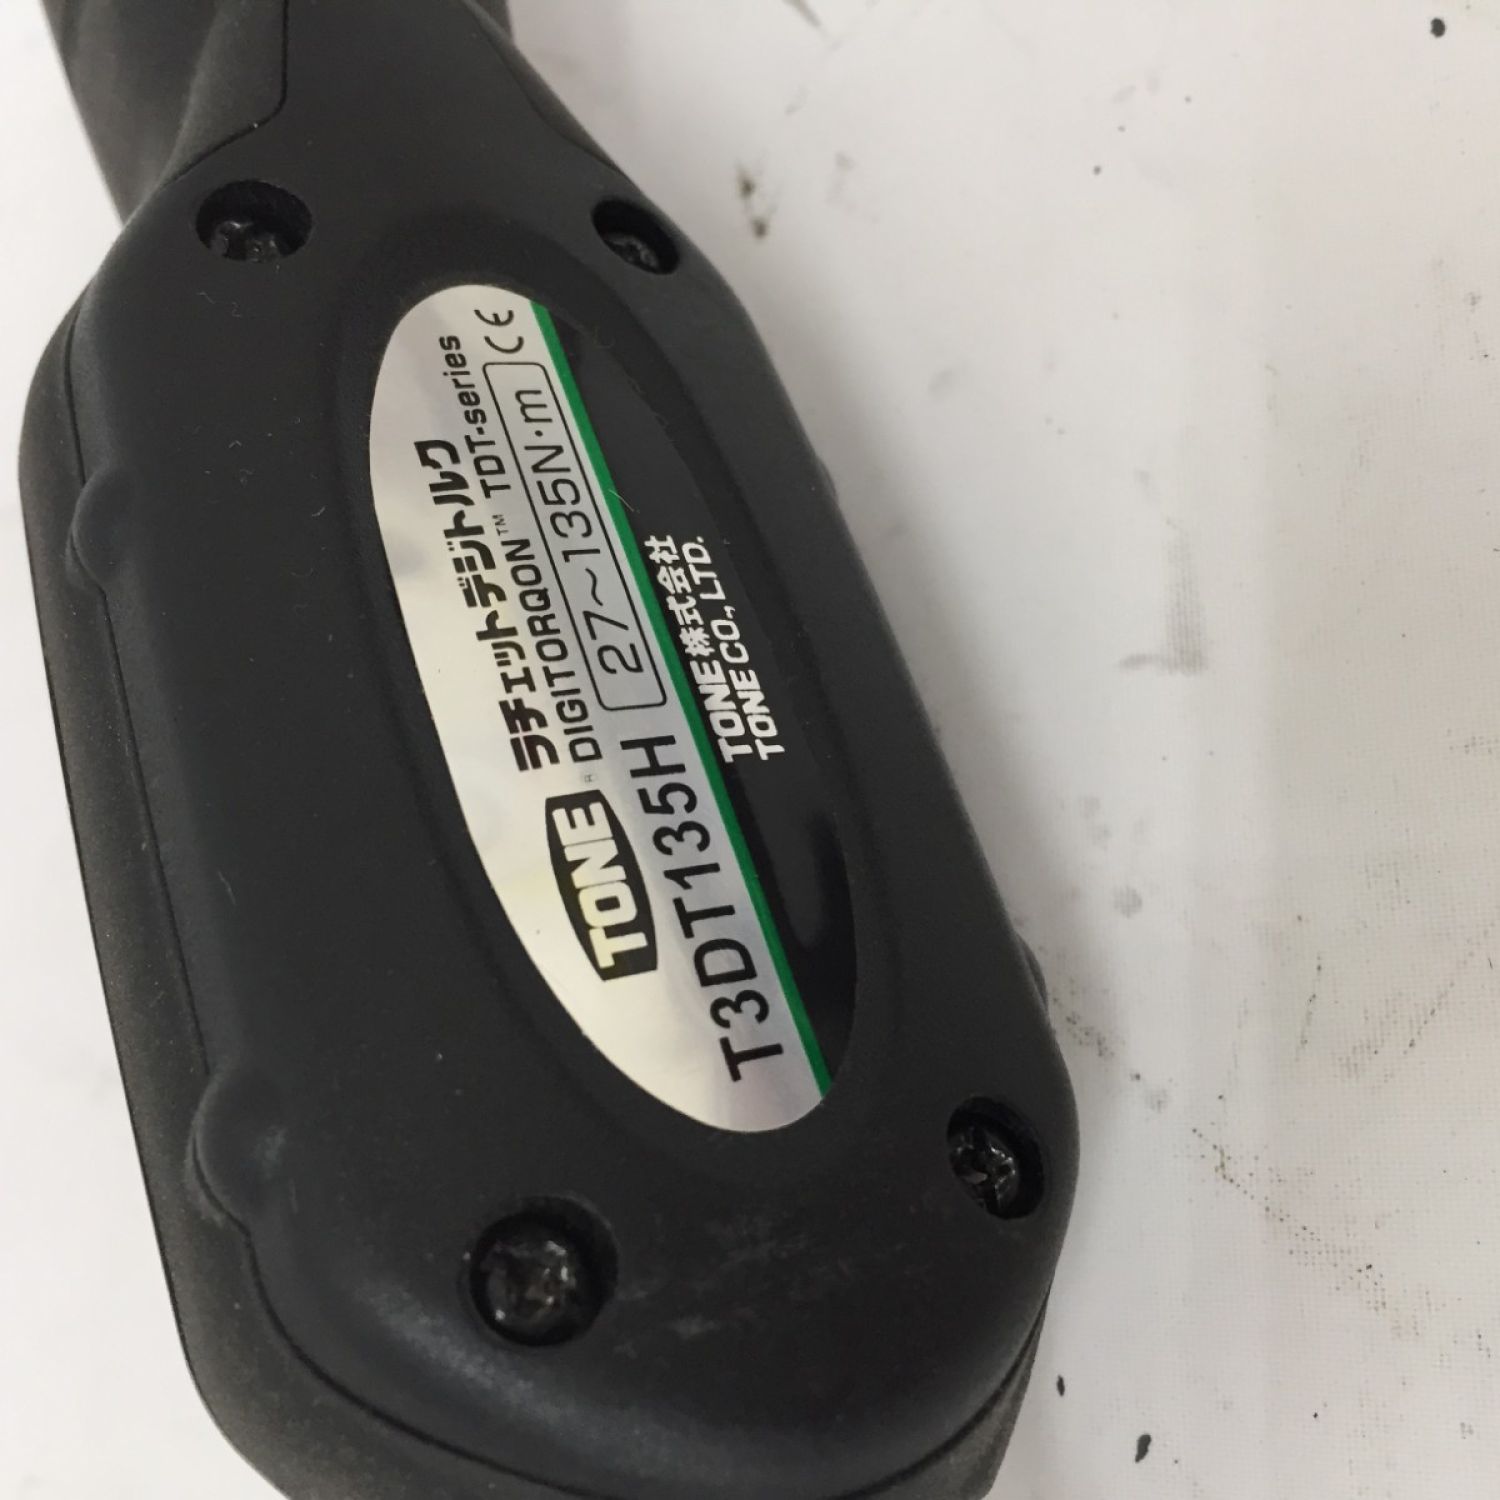 ラチェットデジトルク
TONE® DIGITORQON™ TDT-series
T3DT135H 27~135N·m CE
TONE株式会社
TONE CO., LTD.